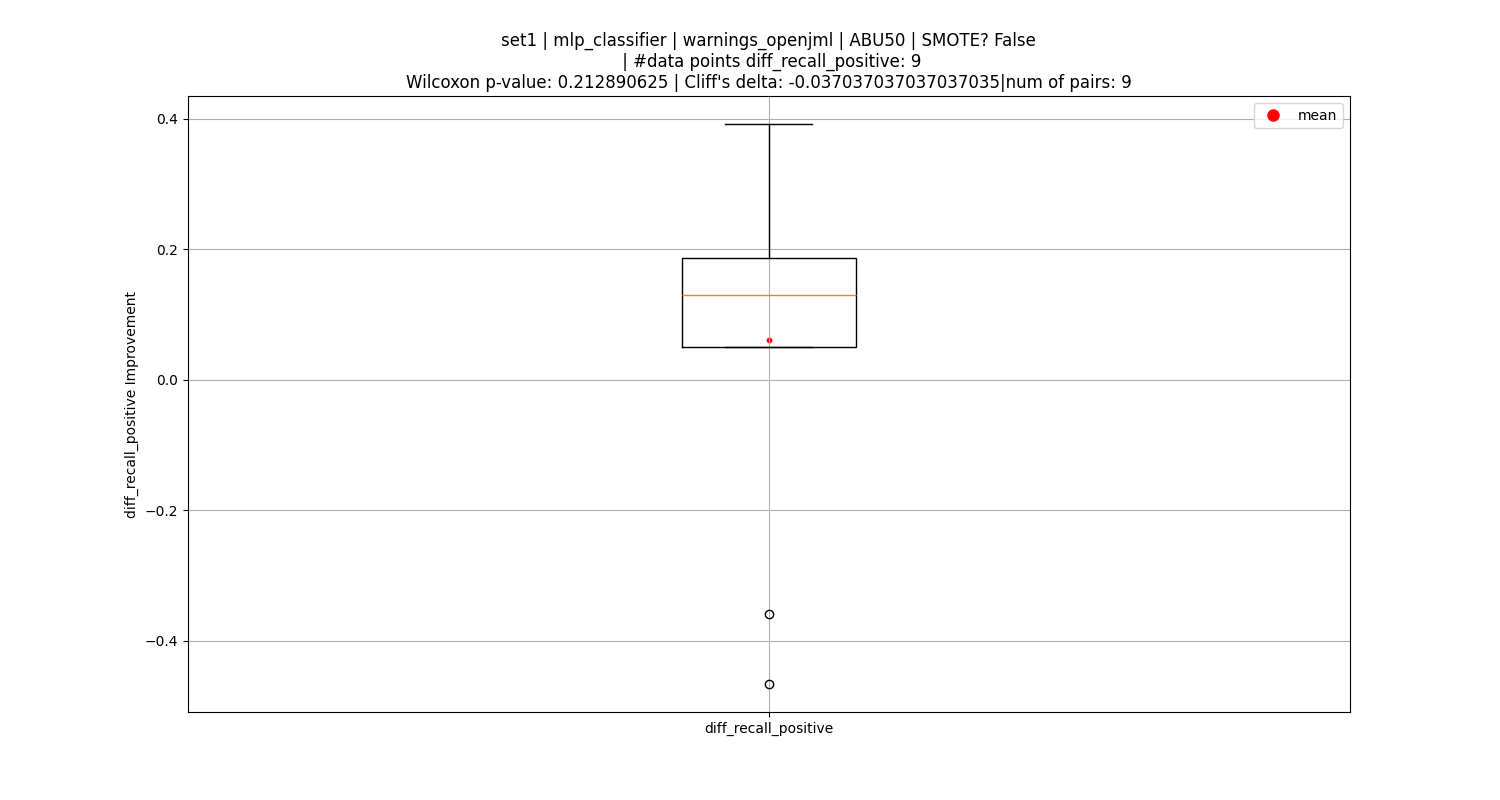 set1 | mlp_classifier | warnings_openjml | ABU50 | SMOTE? False
| #data points diff_recall_positive: 9
Wilcoxon p-value: 0.212890625 | Cliff's delta: -0.037037037037037035|num of pairs: 9
mean
0.4
0.2
0.0
−0.2
−0.4
diff_recall_positive Improvement
diff_recall_positive